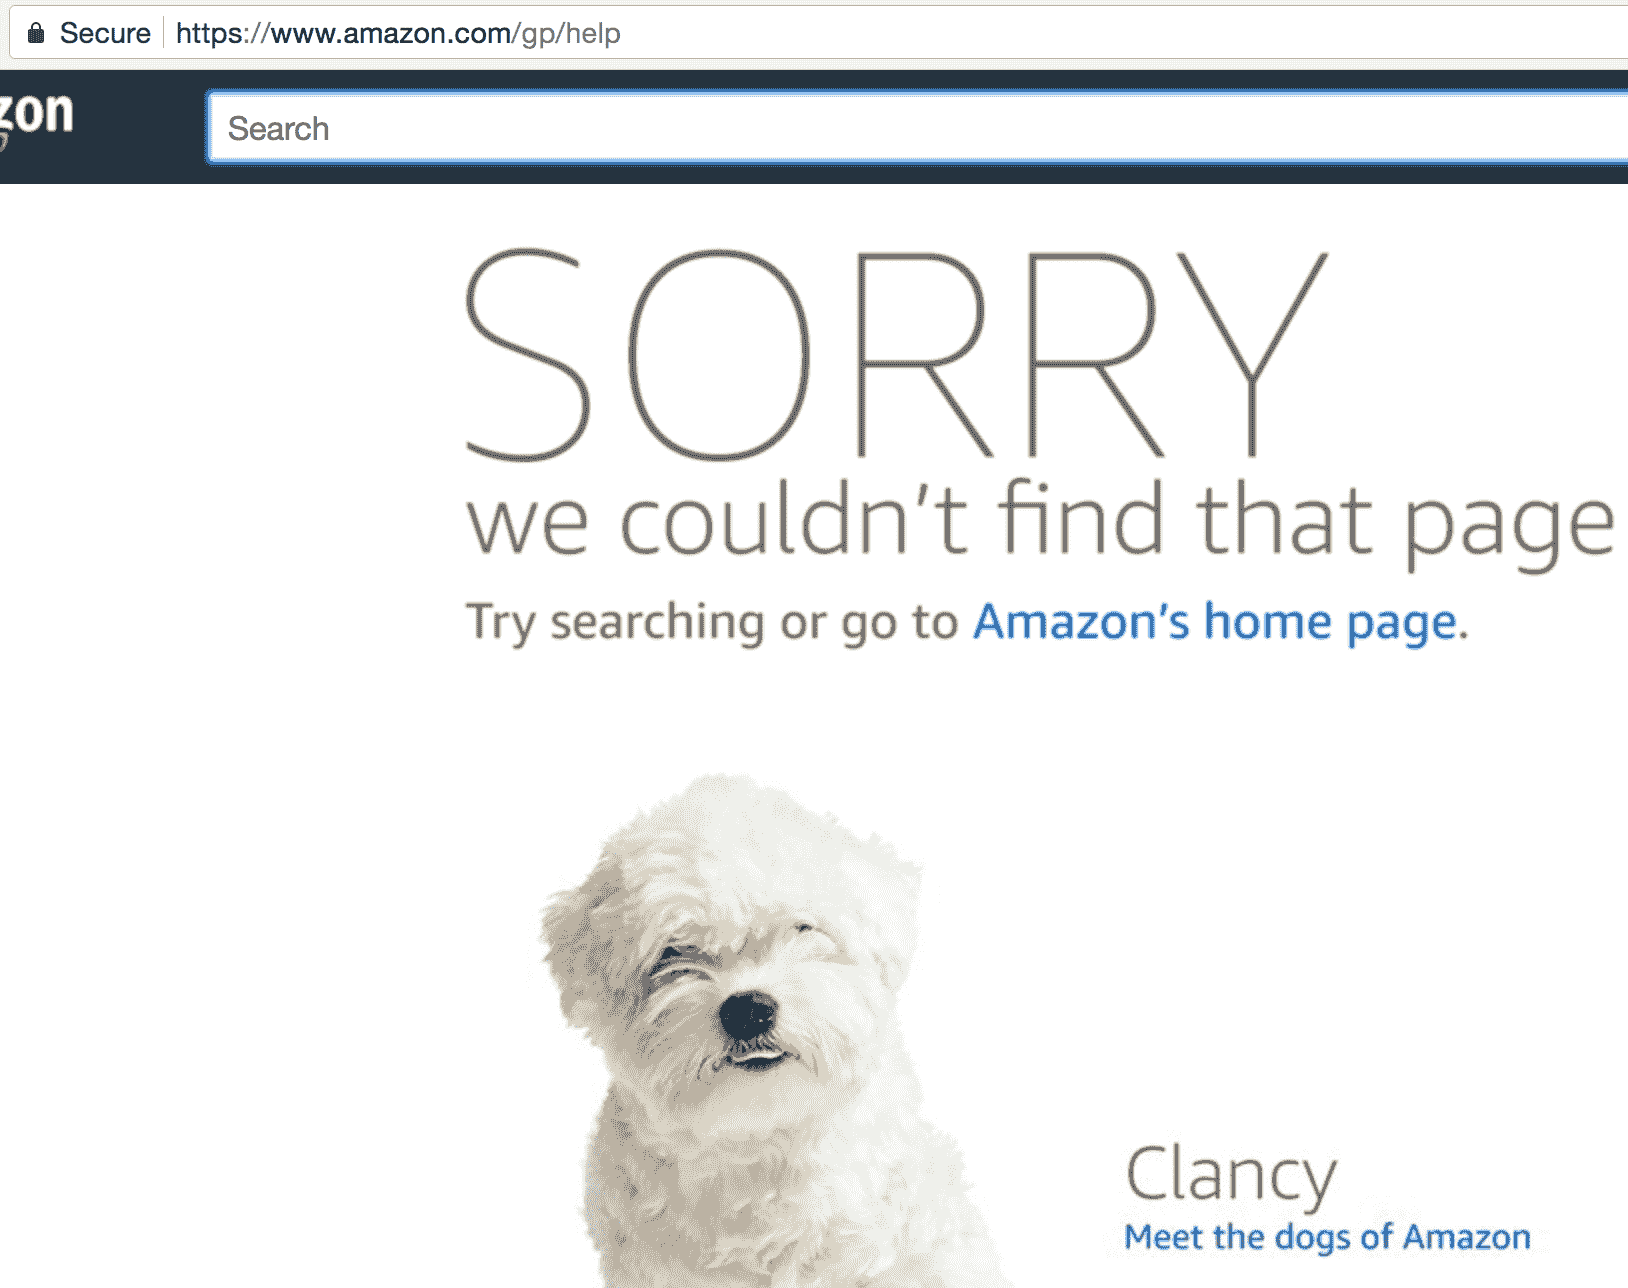 Secure https://www.amazon.com/gp/help
zon
Search
SORRY
we couldn't find that page
Try searching or go to Amazon's home page.
Clancy
Meet the dogs of Amazon